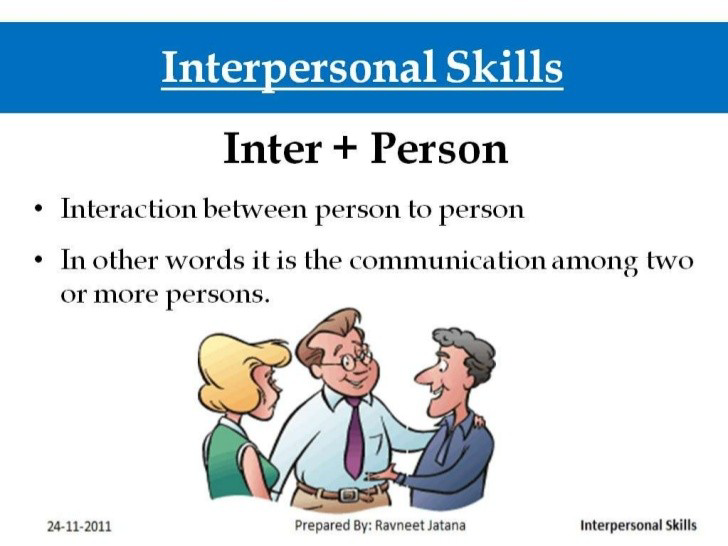 Interpersonal Skills
Inter + Person
• Interaction between person to person
• In other words it is the communication among two
or more persons.
24-11-2011
Prepared By: Ravneet Jatana
Interpersonal Skills